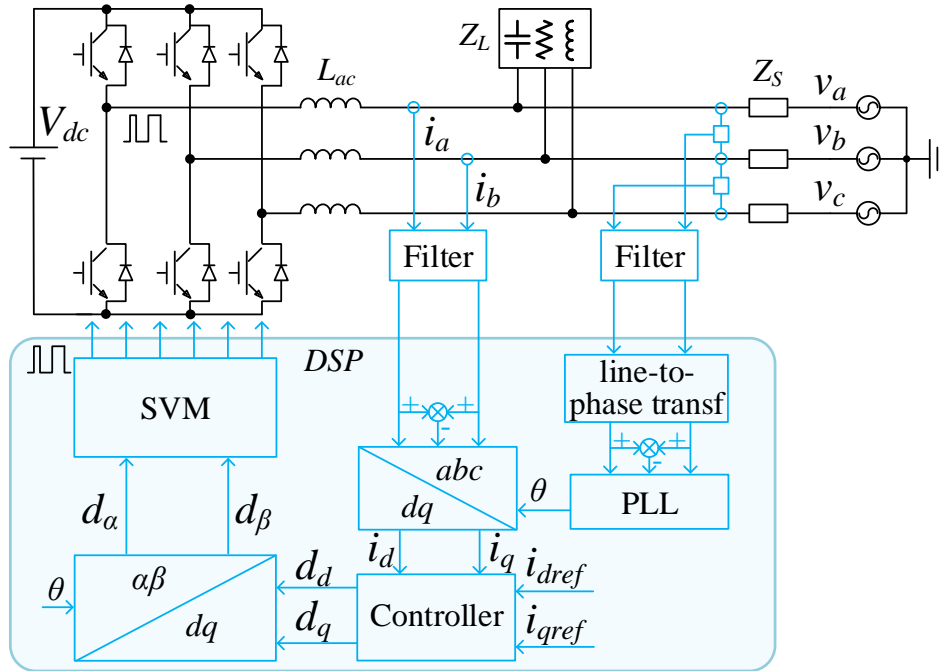 Z_L
L_ac
Z_S
v_a
V_dc
i_a
v_b
i_b
v_c
Filter
Filter
DSP
line-to-
phase transf
SVM
+ +
-
+ +
-
abc
dq
θ
PLL
d_α
d_β
i_d
i_q
i_dref
αβ
dq
θ
d_d
d_q
Controller
i_qref